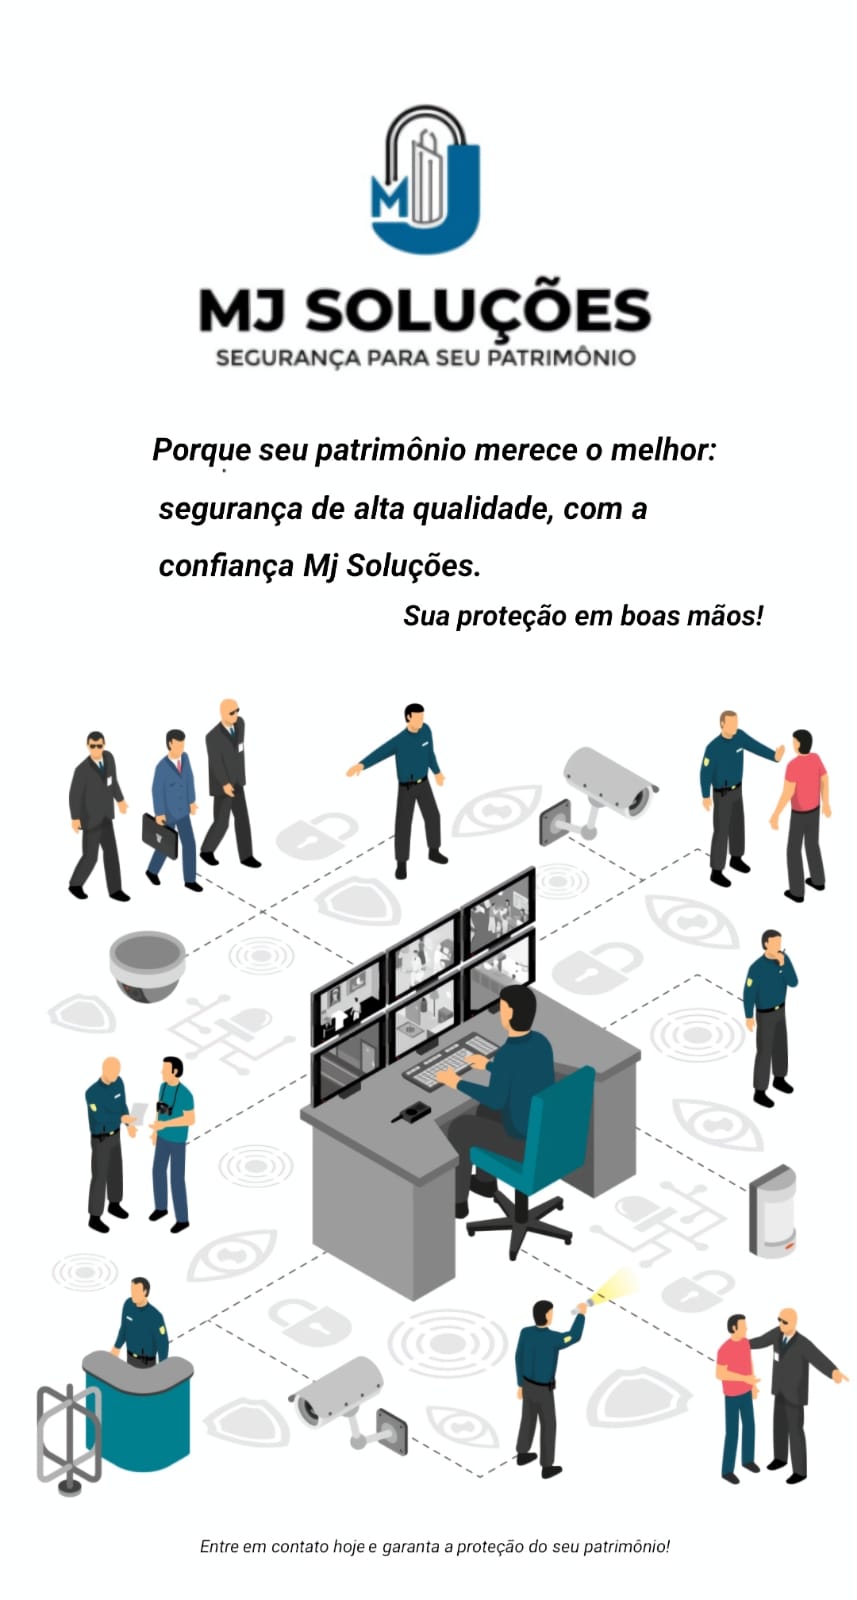 MJ
MJ SOLUÇÕES
SEGURANÇA PARA SEU PATRIMÔNIO
Porque seu patrimônio merece o melhor:
segurança de alta qualidade, com a
confiança Mj Soluções.
Sua proteção em boas mãos!
Entre em contato hoje e garanta a proteção do seu patrimônio!